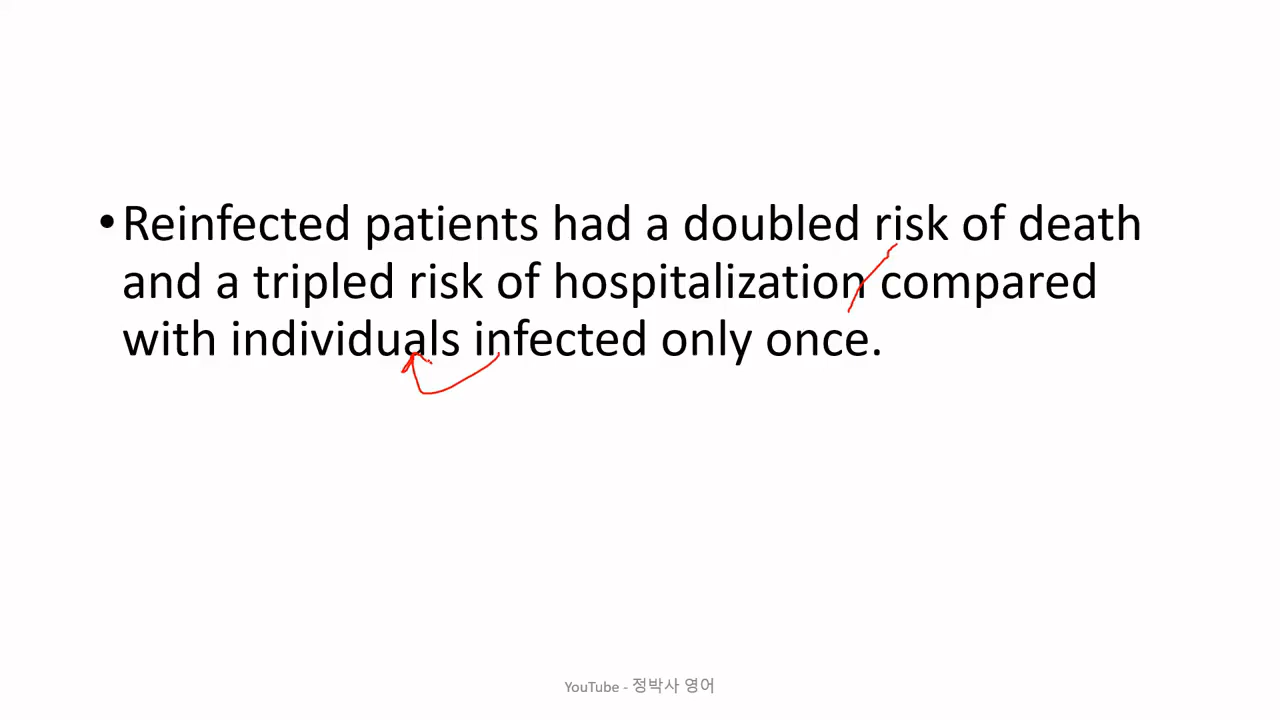 •Reinfected patients had a doubled risk of death
and a tripled risk of hospitalization compared
with individuals infected only once.
YouTube - 정박사 영어